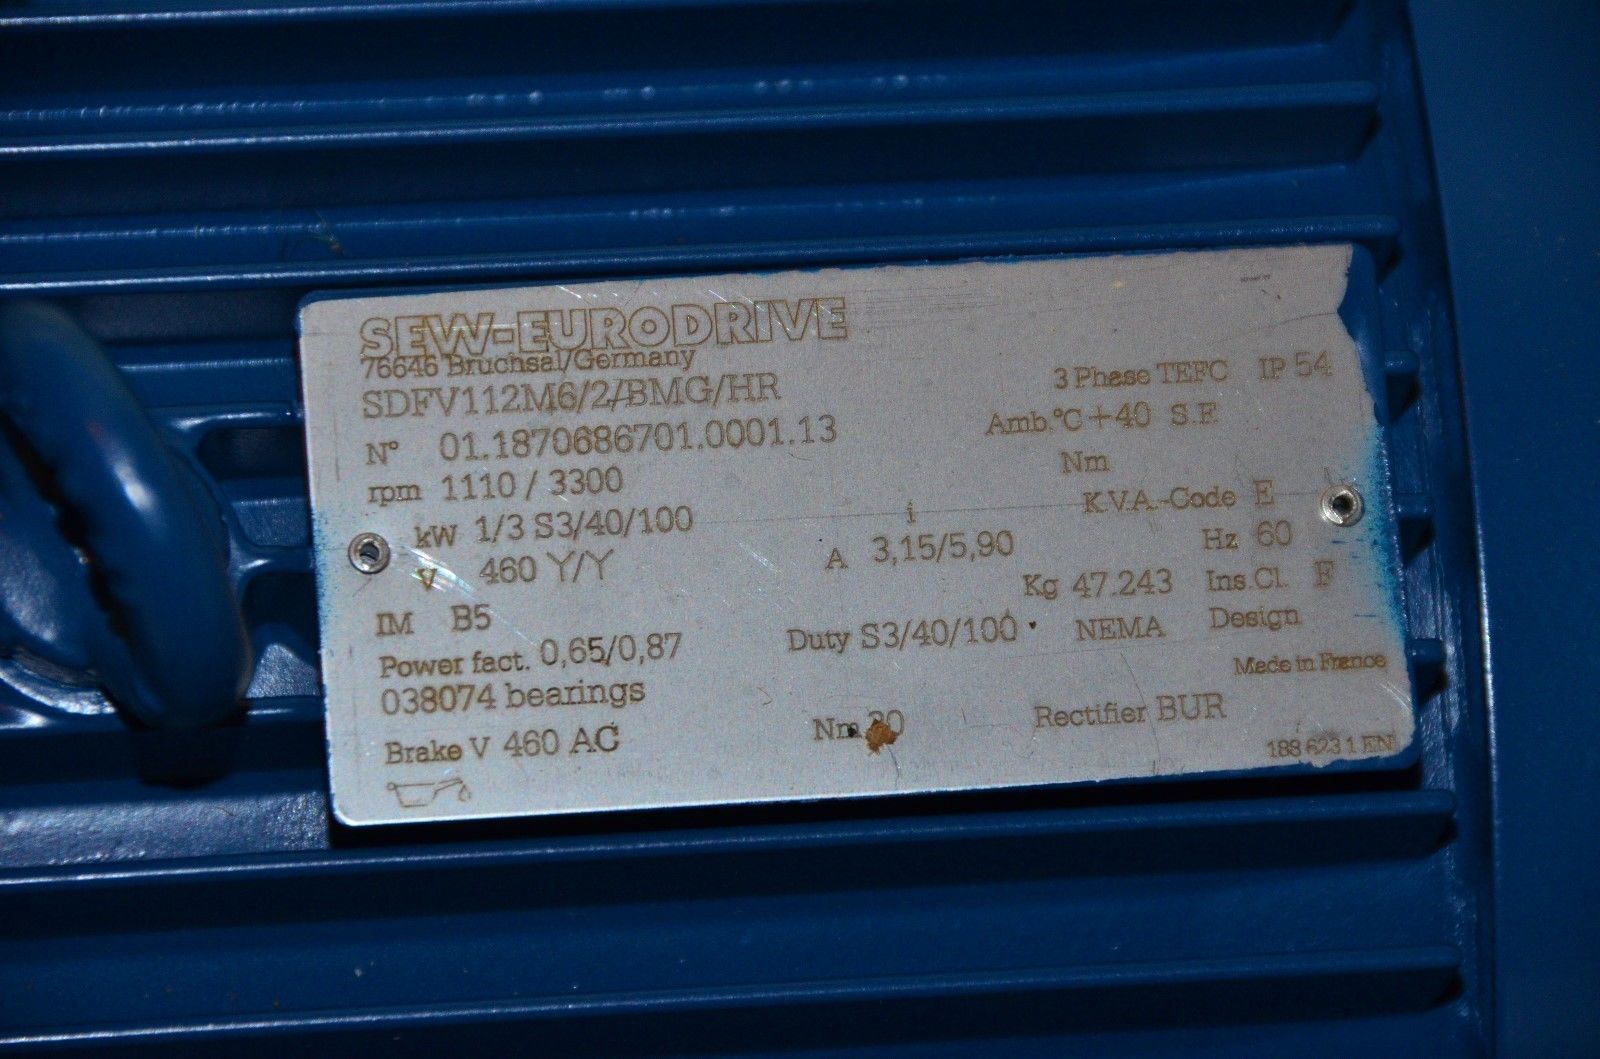 SEW-EURODRIVE
76646 Bruchsal/Germany
SDFV112M6/2/BMG/HR
3 Phase TEFC IP 54
N° 01.1870686701.0001.13
Amb.°C +40 S.F.
rpm 1110 / 3300
Nm
kW 1/3 S3/40/100
i
K.V.A.-Code E
V 460 Y/Y
A 3,15/5,90
Hz 60
IM B5
Kg 47.243 Ins.Cl. F
Power fact. 0,65/0,87
Duty S3/40/100
NEMA Design
038074 bearings
Made in France
Brake V 460 AC
Nm 20
Rectifier BUR
188 623 1 EN